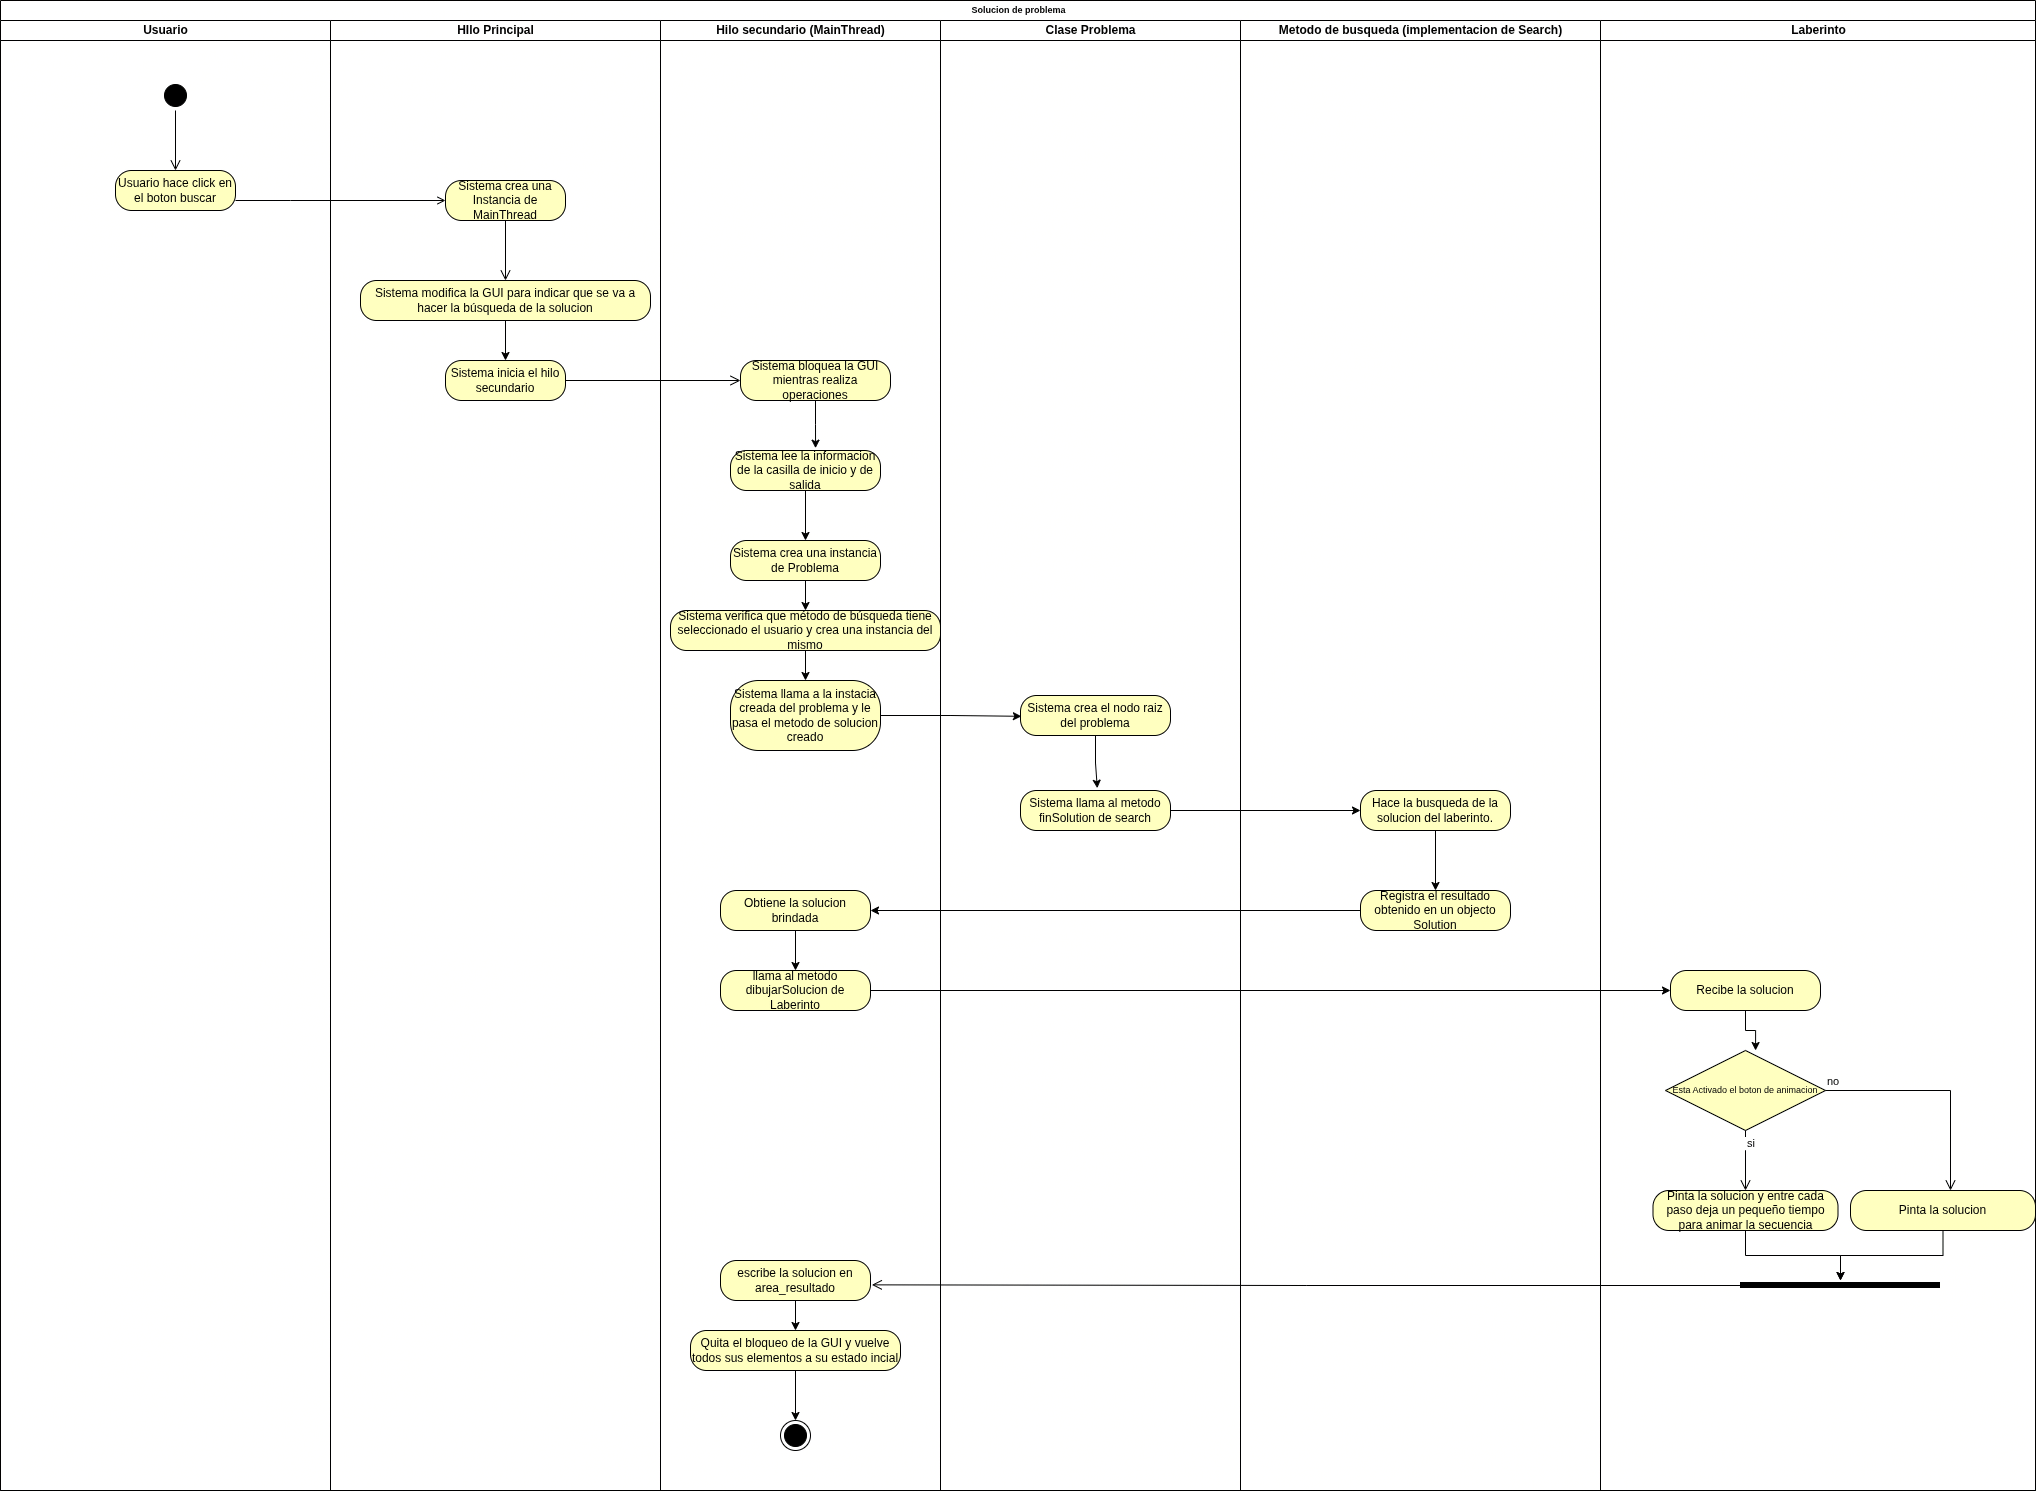 Solucion de problema
Usuario
HIlo Principal
Hilo secundario (MainThread)
Clase Problema
Metodo de busqueda (implementacion de Search)
Laberinto
Usuario hace click en
el boton buscar
Sistema crea una
Instancia de
MainThread
Sistema modifica la GUI para indicar que se va a
hacer la búsqueda de la solucion
Sistema inicia el hilo
secundario
Sistema bloquea la GUI
mientras realiza
operaciones
Sistema lee la informacion
de la casilla de inicio y de
salida
Sistema crea una instancia
de Problema
Sistema verifica que método de búsqueda tiene
seleccionado el usuario y crea una instancia del
mismo
Sistema llama a la instacia
creada del problema y le
pasa el metodo de solucion
creado
Sistema crea el nodo raiz
del problema
Sistema llama al metodo
finSolution de search
Hace la busqueda de la
solucion del laberinto.
Registra el resultado
obtenido en un objecto
Solution
Obtiene la solucion
brindada
llama al metodo
dibujarSolucion de
Laberinto
Recibe la solucion
Esta Activado el boton de animacion
no
si
Pinta la solucion y entre cada
paso deja un pequeño tiempo
para animar la secuencia
Pinta la solucion
escribe la solucion en
area_resultado
Quita el bloqueo de la GUI y vuelve
todos sus elementos a su estado incial